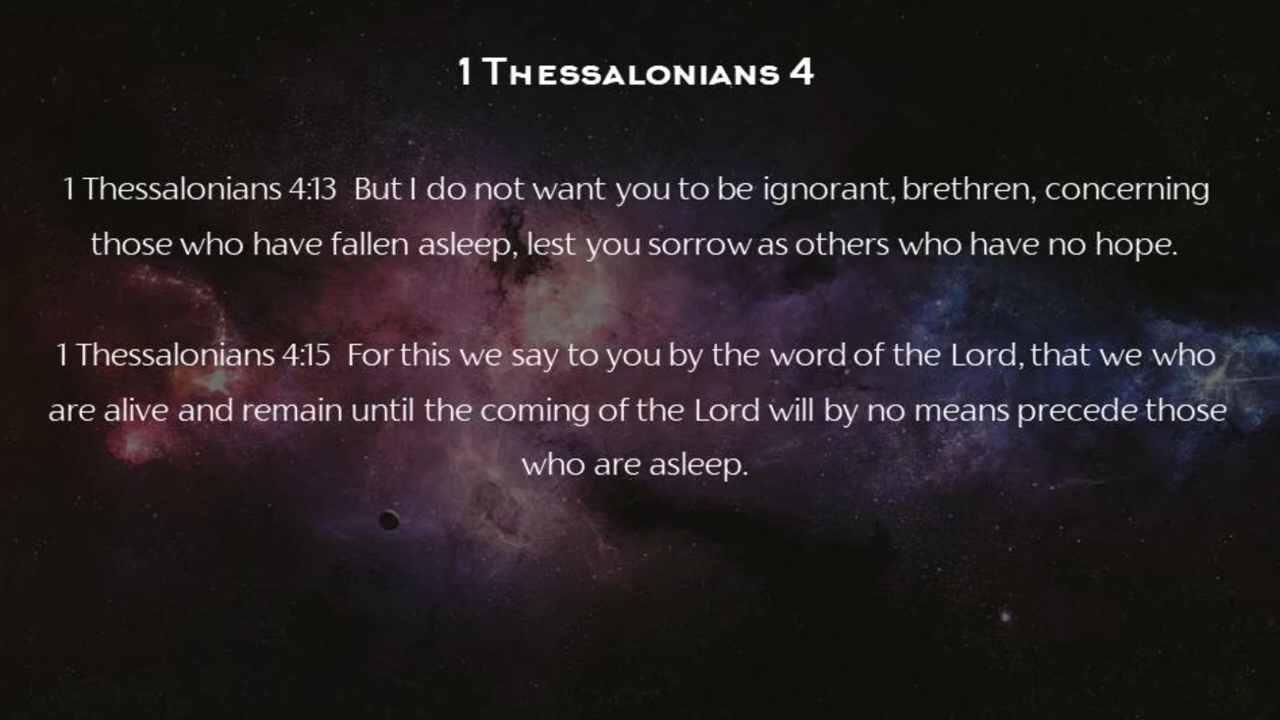 1 Thessalonians 4
1 Thessalonians 4:13 But I do not want you to be ignorant, brethren, concerning
those who have fallen asleep, lest you sorrow as others who have no hope.
1 Thessalonians 4:15 For this we say to you by the word of the Lord, that we who
are alive and remain until the coming of the Lord will by no means precede those
who are asleep.